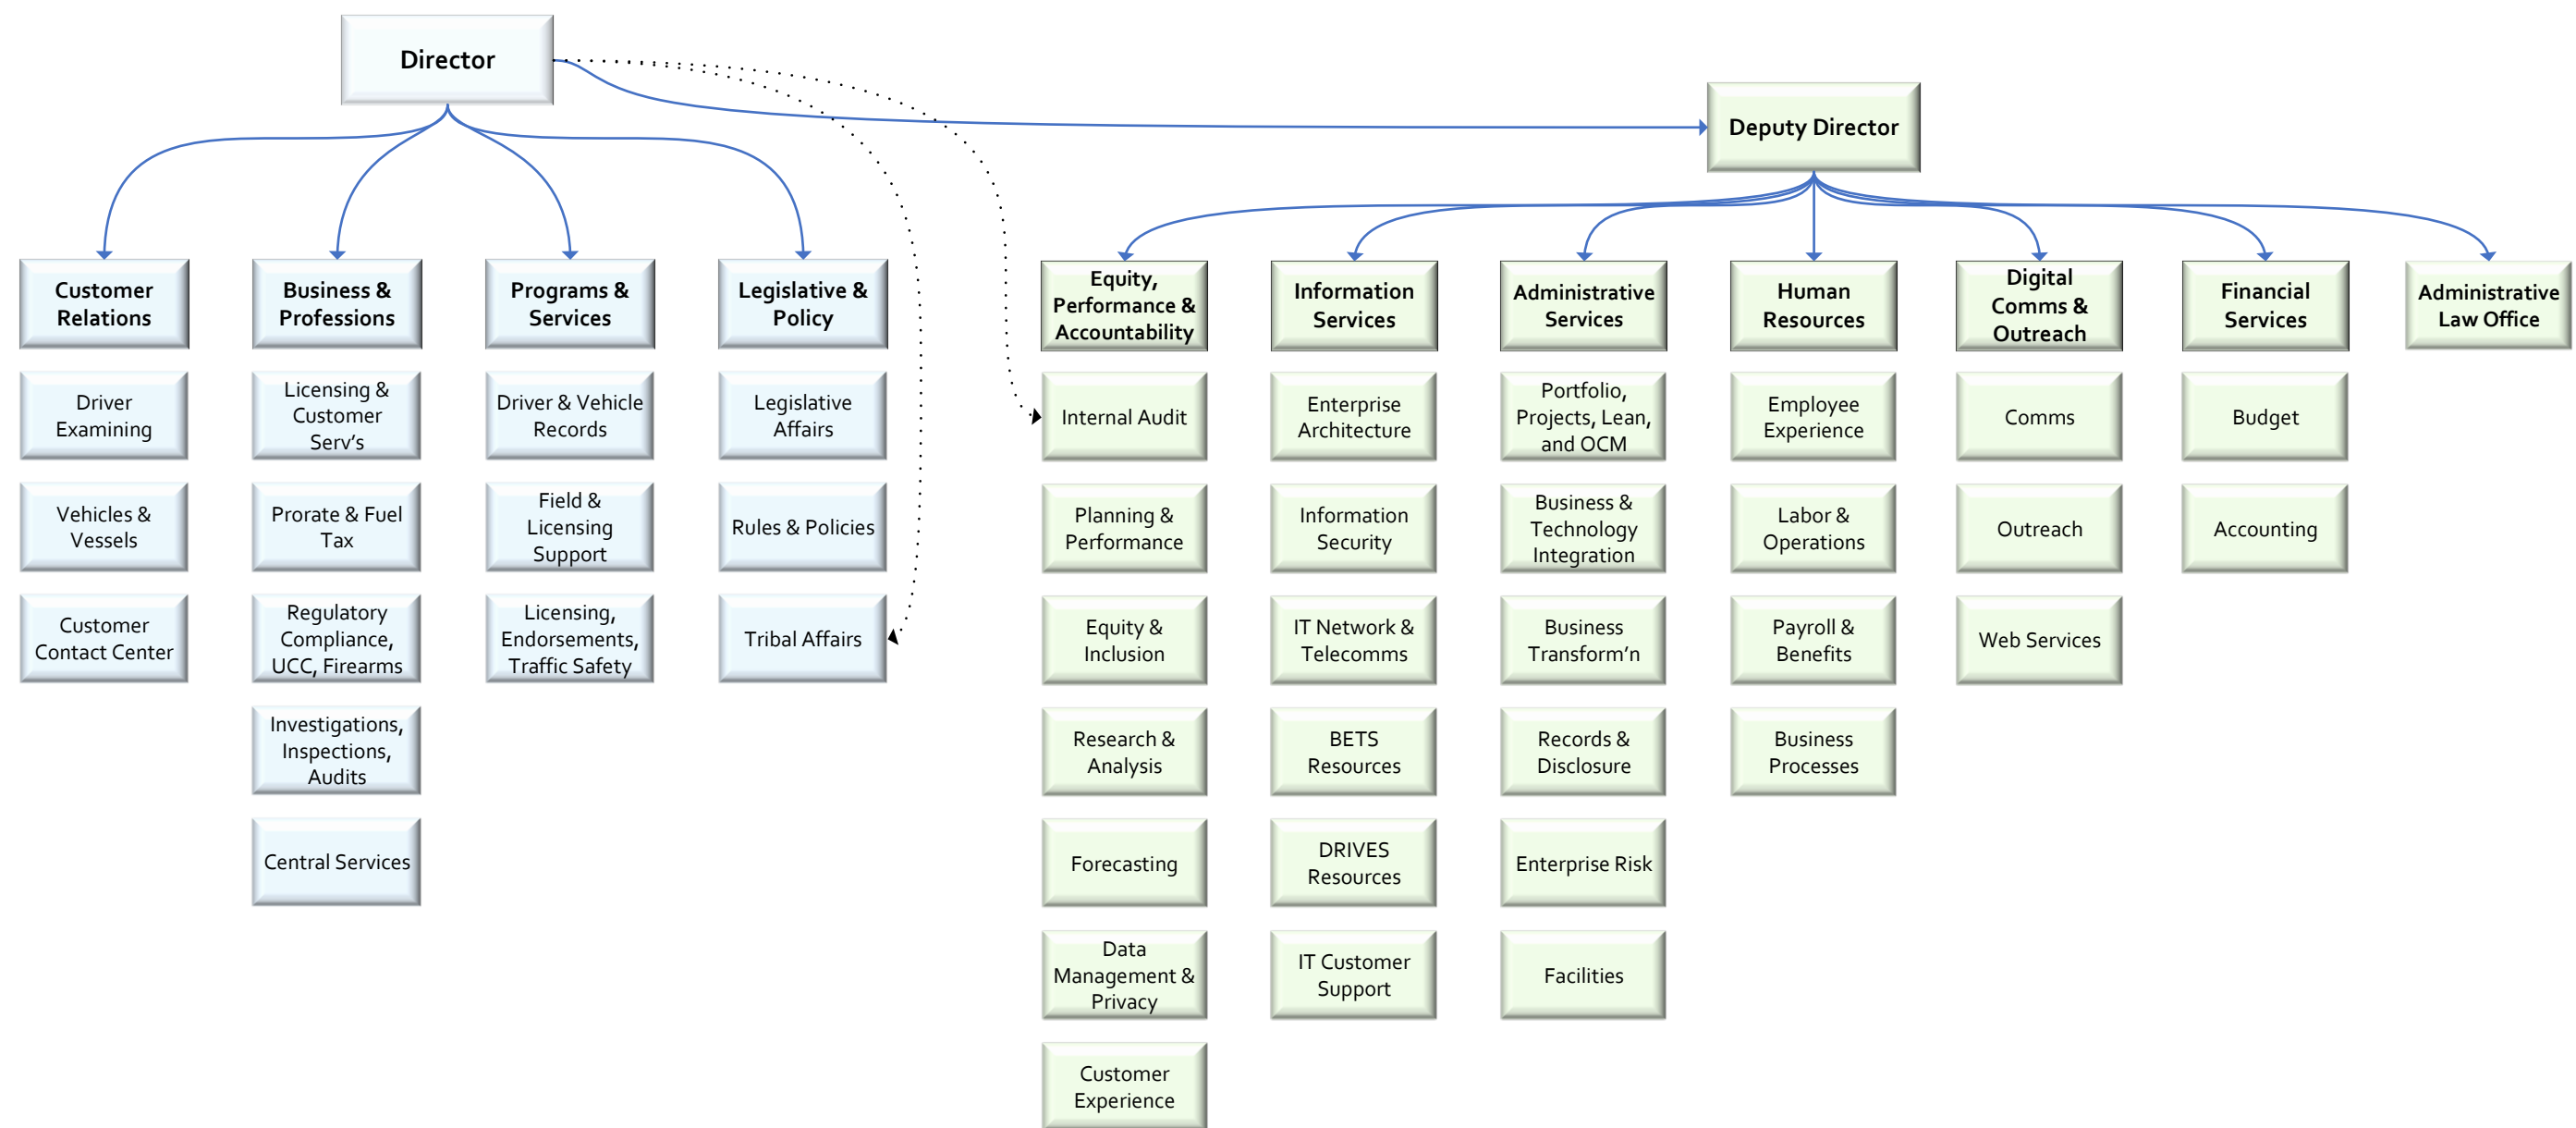 Director
Deputy Director
Customer
Relations
Business &
Professions
Programs &
Services
Legislative &
Policy
Equity,
Performance &
Accountability
Information
Services
Administrative
Services
Human
Resources
Digital
Comms &
Outreach
Financial
Services
Administrative
Law Office
Driver
Examining
Licensing &
Customer
Serv’s
Driver & Vehicle
Records
Legislative
Affairs
Internal Audit
Enterprise
Architecture
Portfolio,
Projects, Lean,
and OCM
Employee
Experience
Comms
Budget
Vehicles &
Vessels
Prorate & Fuel
Tax
Field &
Licensing
Support
Rules & Policies
Planning &
Performance
Information
Security
Business &
Technology
Integration
Labor &
Operations
Outreach
Accounting
Customer
Contact Center
Regulatory
Compliance,
UCC, Firearms
Licensing,
Endorsements,
Traffic Safety
Tribal Affairs
Equity &
Inclusion
IT Network &
Telecomms
Business
Transform’n
Payroll &
Benefits
Web Services
Investigations,
Inspections,
Audits
Research &
Analysis
BETS
Resources
Records &
Disclosure
Business
Processes
Central Services
Forecasting
DRIVES
Resources
Enterprise Risk
Data
Management &
Privacy
IT Customer
Support
Facilities
Customer
Experience